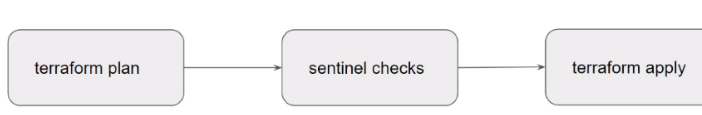 terraform plan
sentinel checks
terraform apply